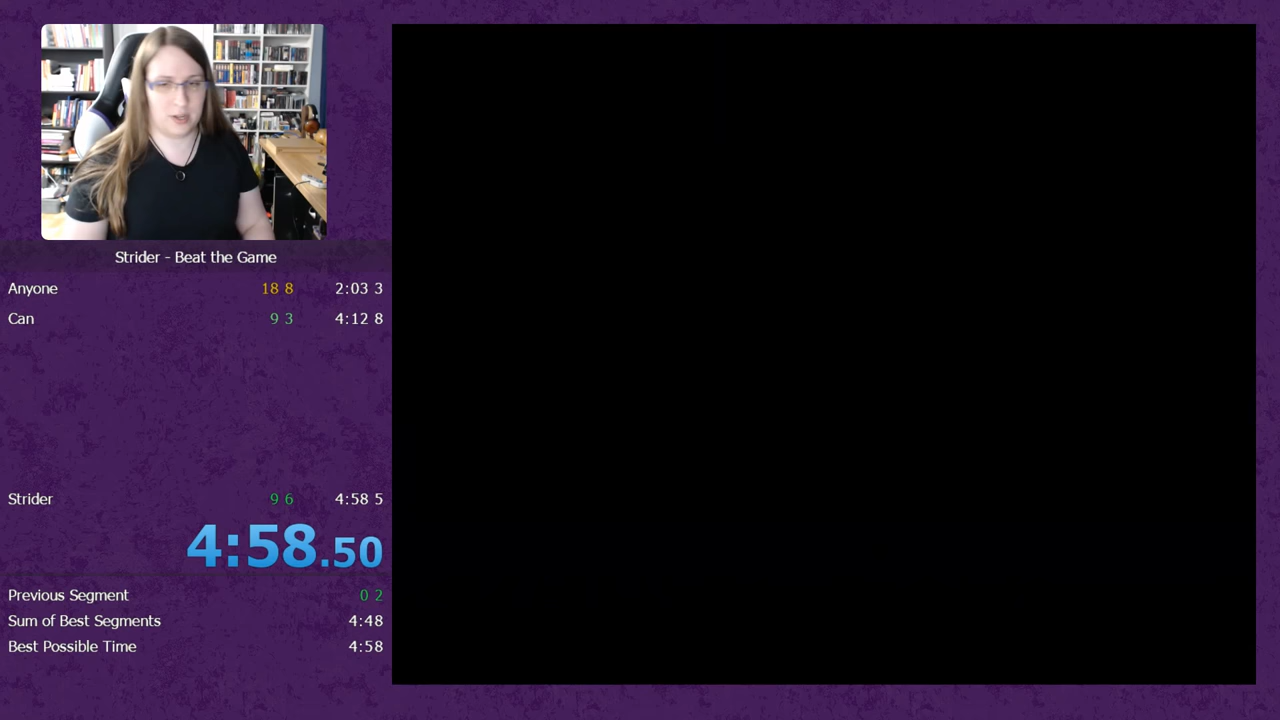 Strider - Beat the Game
Anyone 18 8 2:03 3
Can 9 3 4:12 8
Strider 9 6 4:58 5
4:58.50
Previous Segment 0 2
Sum of Best Segments 4:48
Best Possible Time 4:58